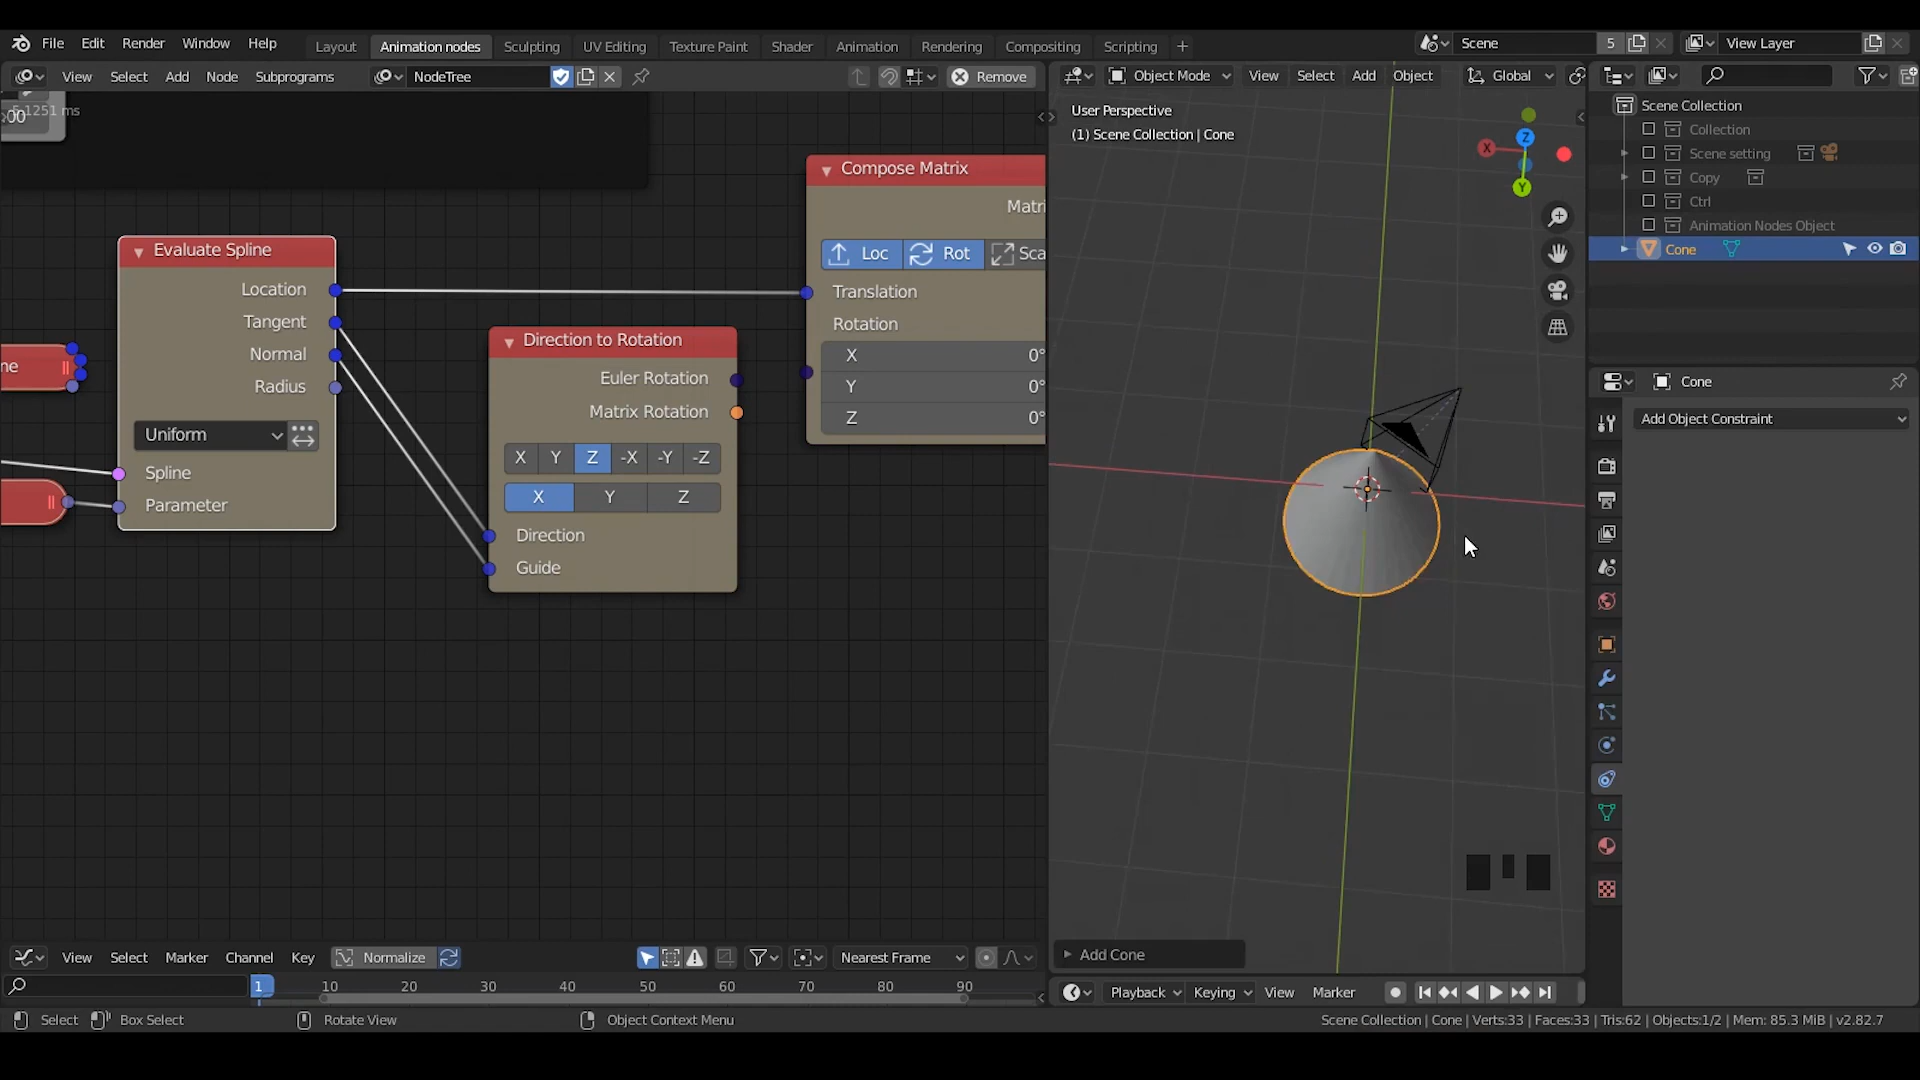 File Edit Render Window Help Layout Animation nodes Sculpting UV Editing Texture Paint Shader Animation Rendering Compositing Scripting + Scene 5 View Layer
View Select Add Node Subprograms NodeTree Remove Object Mode View Select Add Object Global
5.1251 ms
00
User Perspective
(1) Scene Collection | Cone
Z
X
Y
Scene Collection
Collection
Scene setting
Copy
Ctrl
Animation Nodes Object
Cone
Compose Matrix
Matri
Loc Rot Sca
Translation
Rotation
X 0°
Y 0°
Z 0°
Evaluate Spline
Location
Tangent
Normal
Radius
Uniform
Spline
Parameter
ne
Direction to Rotation
Euler Rotation
Matrix Rotation
X Y Z -X -Y -Z
X Y Z
Direction
Guide
Cone
Add Object Constraint
Add Cone
View Select Marker Channel Key Normalize Nearest Frame
1 10 20 30 40 50 60 70 80 90
Playback Keying View Marker
Select Box Select Rotate View Object Context Menu
Scene Collection | Cone | Verts:33 | Faces:33 | Tris:62 | Objects:1/2 | Mem: 85.3 MiB | v2.82.7